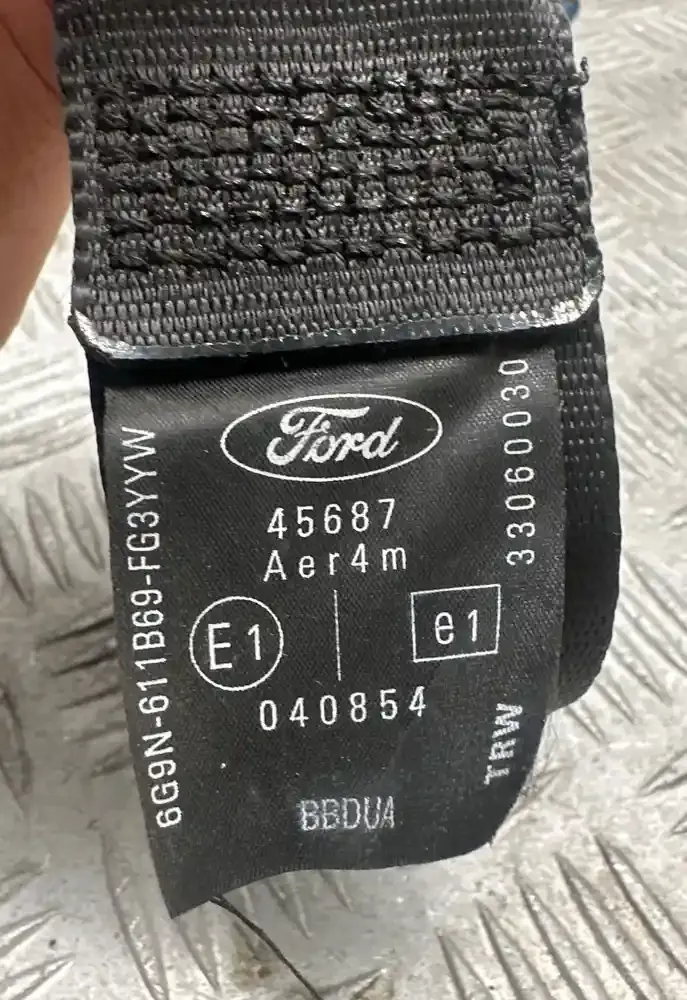 Ford
45687
Aer4m
E1
e1
040854
BBDUA
6G9N-611B69-FG3YYW
33060030
TRW